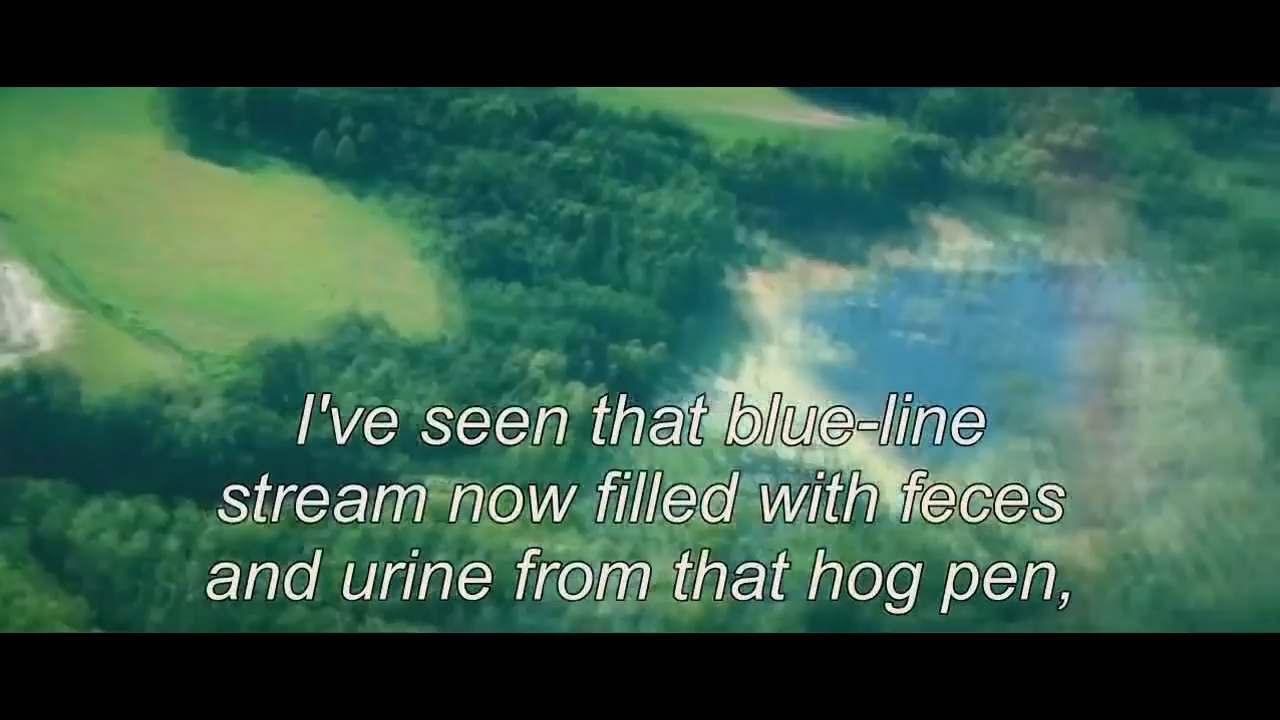 I've seen that blue-line
stream now filled with feces
and urine from that hog pen,